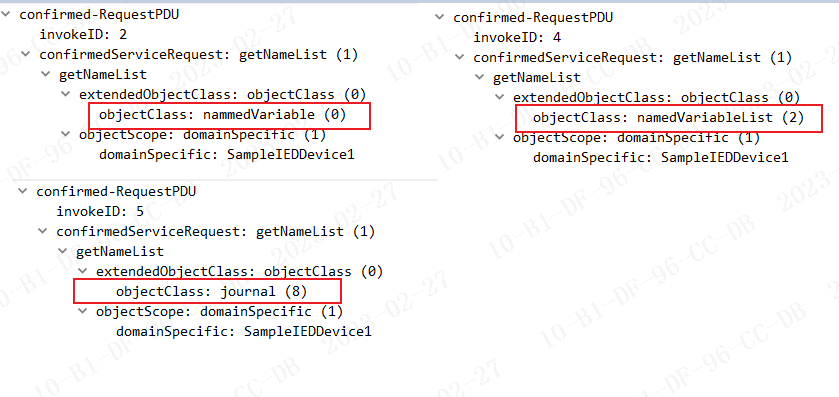 confirmed-RequestPDU
invokeID: 2
confirmedServiceRequest: getNameList (1)
getNameList
extendedObjectClass: objectClass (0)
objectClass: nammedVariable (0)
objectScope: domainSpecific (1)
domainSpecific: SampleIEDDevice1
confirmed-RequestPDU
invokeID: 4
confirmedServiceRequest: getNameList (1)
getNameList
extendedObjectClass: objectClass (0)
objectClass: namedVariableList (2)
objectScope: domainSpecific (1)
domainSpecific: SampleIEDDevice1
confirmed-RequestPDU
invokeID: 5
confirmedServiceRequest: getNameList (1)
getNameList
extendedObjectClass: objectClass (0)
objectClass: journal (8)
objectScope: domainSpecific (1)
domainSpecific: SampleIEDDevice1
10-B1-DF-96-CC-DB 2023-02-27